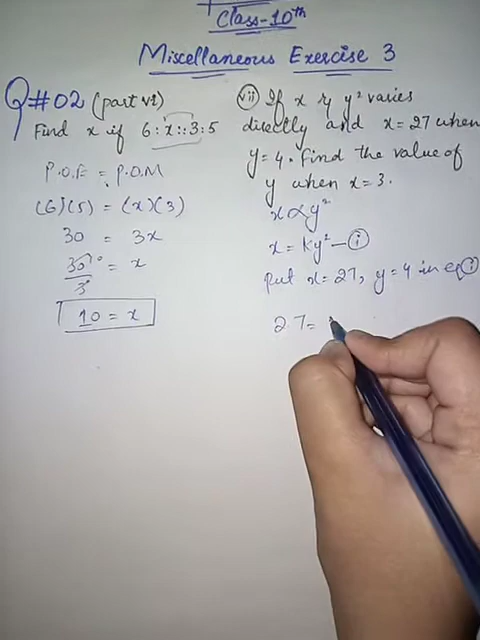 Class-10th
Miscellaneous Exercise 3
Q#02 (part vi)
Find x if 6:x::3:5
P.O.E = P.O.M
(6)(5) = (x)(3)
30 = 3x
30 10 / 3 = x
10 = x
(vii) If x & y² varies
directly and x=27 when
y=4. Find the value of
y when x=3.
x∝y²
x=ky²—(i)
Put x=27, y=4 in eq(i)
27=